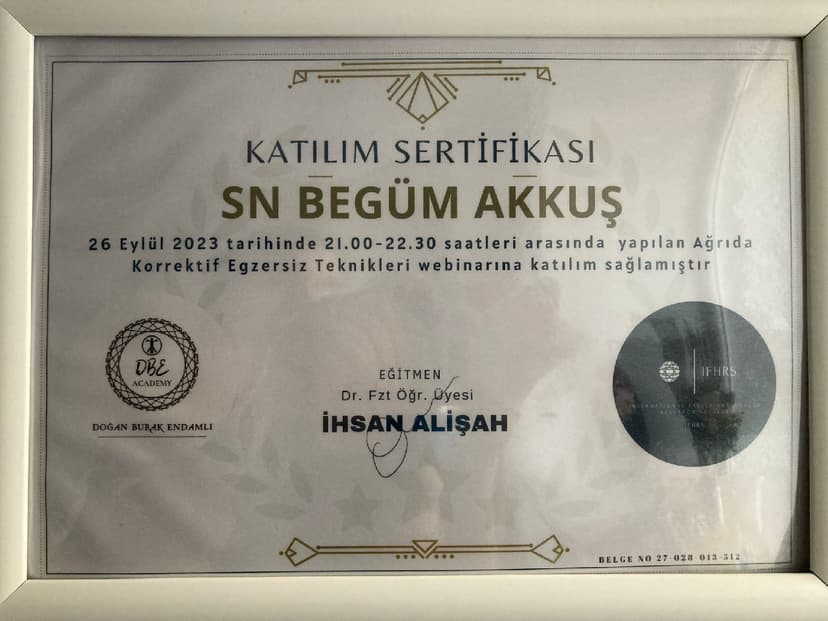 KATILIM SERTİFİKASI
SN BEGÜM AKKUŞ
26 Eylül 2023 tarihinde 21.00-22.30 saatleri arasında yapılan Ağrıda
Korrektif Egzersiz Teknikleri webinarına katılım sağlamıştır
DBE
ACADEMY
DOĞAN BURAK ENDAMLI
EĞİTMEN
Dr. Fzt Öğr. Üyesi
İHSAN ALİŞAH
IFHRS
IFHRS
BELGE NO 27-028-013-512